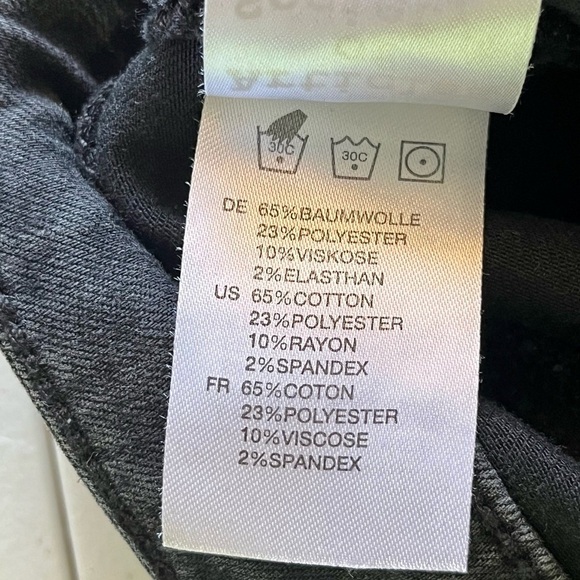 30C
30C
DE 65%BAUMWOLLE
23%POLYESTER
10%VISKOSE
2%ELASTHAN
US 65%COTTON
23%POLYESTER
10%RAYON
2%SPANDEX
FR 65%COTON
23%POLYESTER
10%VISCOSE
2%SPANDEX